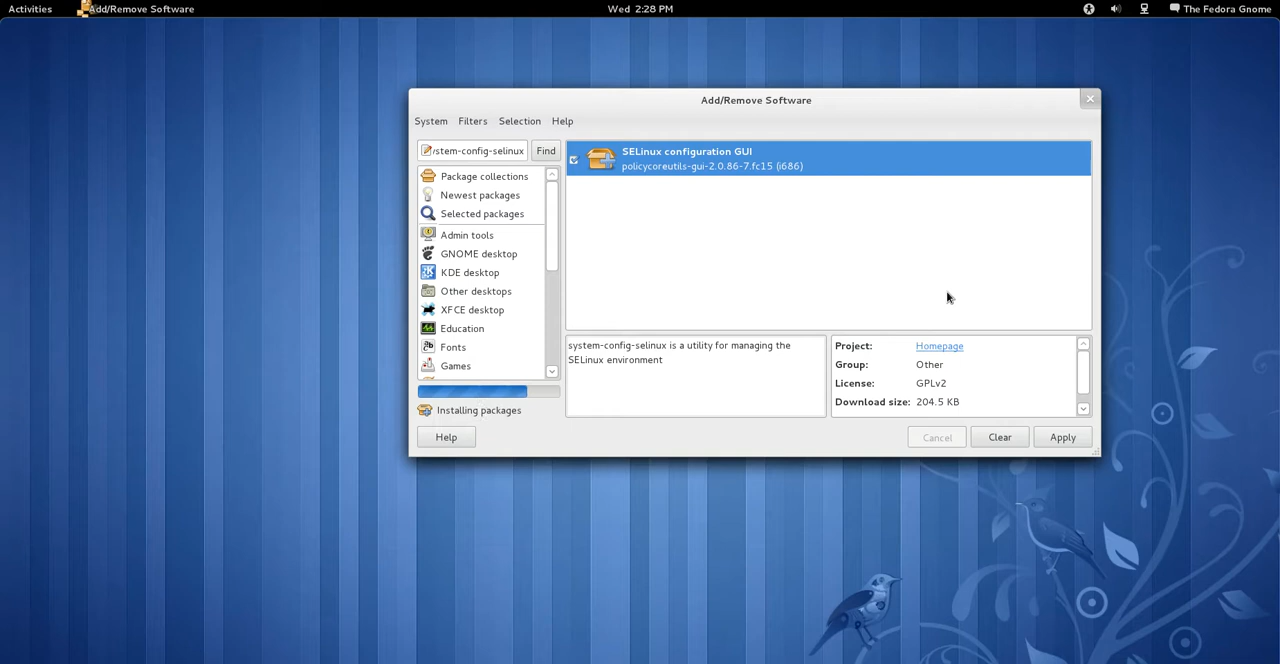 Activities
Add/Remove Software
Wed 2:28 PM
The Fedora Gnome
Add/Remove Software
System Filters Selection Help
ystem-config-selinux Find
SELinux configuration GUI
policycoreutils-gui-2.0.86-7.fc15 (i686)
Package collections
Newest packages
Selected packages
Admin tools
GNOME desktop
KDE desktop
Other desktops
XFCE desktop
Education
Fonts
Games
Installing packages
system-config-selinux is a utility for managing the
SELinux environment
Project: Homepage
Group: Other
License: GPLv2
Download size: 204.5 KB
Help Cancel Clear Apply